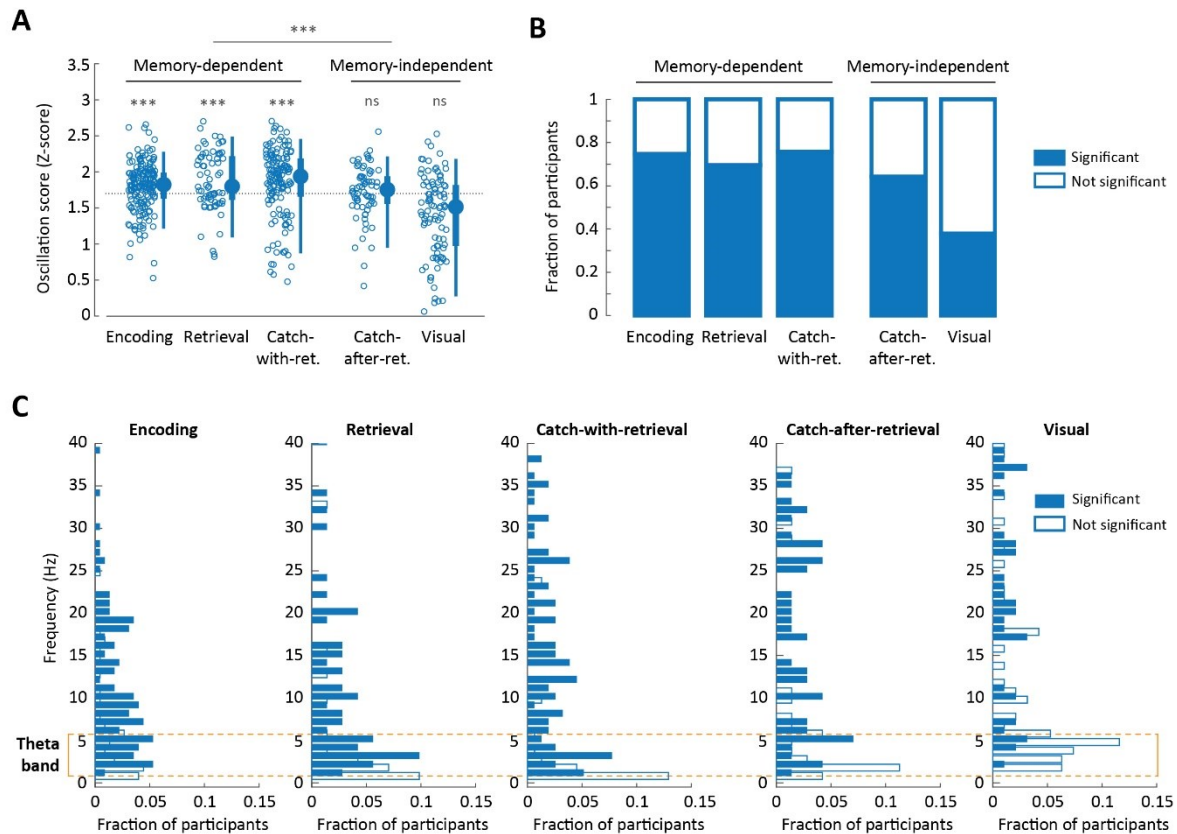 A
***
Memory-dependent Memory-independent
3.5
3
2.5
2
1.5
1
0.5
0
Oscillation score (Z-score)
*** *** *** ns ns
Encoding Retrieval Catch- Catch- Visual
with-ret. after-ret.
B
Memory-dependent Memory-independent
1
0.8
0.6
0.4
0.2
0
Fraction of participants
Significant
Not significant
Encoding Retrieval Catch- Catch- Visual
with-ret. after-ret.
C
Encoding
40
35
30
25
20
15
10
5
0
Frequency (Hz)
Theta
band
0 0.05 0.1 0.15
Fraction of participants
Retrieval
40
35
30
25
20
15
10
5
0
0 0.05 0.1 0.15
Fraction of participants
Catch-with-retrieval
40
35
30
25
20
15
10
5
0
0 0.05 0.1 0.15
Fraction of participants
Catch-after-retrieval
40
35
30
25
20
15
10
5
0
0 0.05 0.1 0.15
Fraction of participants
Visual
40
35
30
25
20
15
10
5
0
Significant
Not significant
0 0.05 0.1 0.15
Fraction of participants